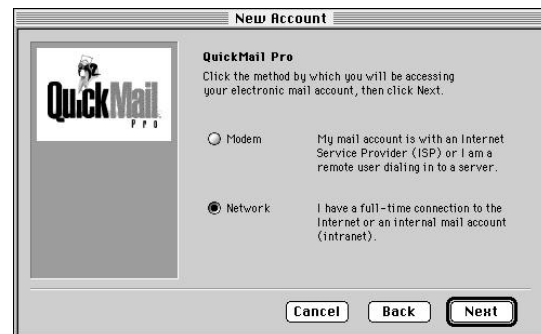 New Account
QuickMail
Pro
QuickMail Pro
Click the method by which you will be accessing
your electronic mail account, then click Next.
Modem
My mail account is with an Internet
Service Provider (ISP) or I am a
remote user dialing in to a server.
Network
I have a full-time connection to the
Internet or an internal mail account
(intranet).
Cancel
Back
Next